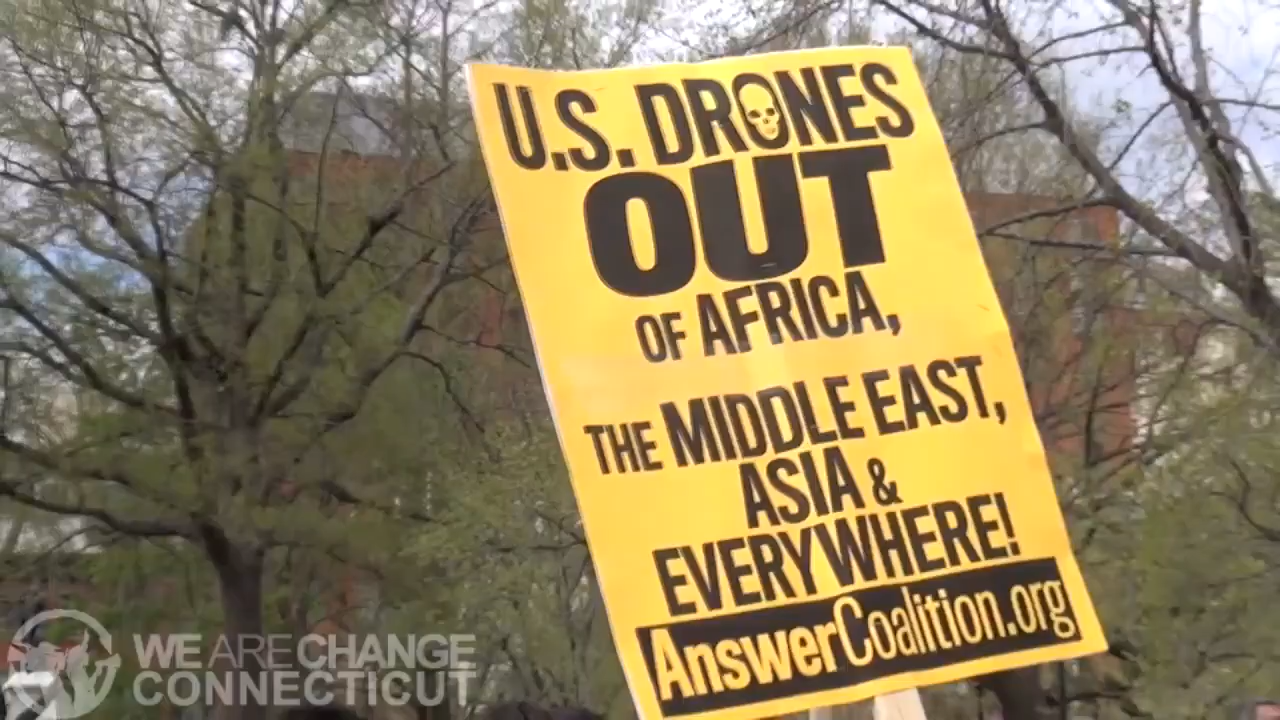 U.S. DRONES
OUT
OF AFRICA,
THE MIDDLE EAST,
ASIA &
EVERYWHERE!
AnswerCoalition.org
WE ARE CHANGE
CONNECTICUT